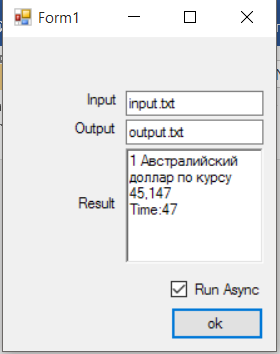 Form1
Input
input.txt
Output
output.txt
Result
1 Австралийский
доллар по курсу
45,147
Time:47
Run Async
ok